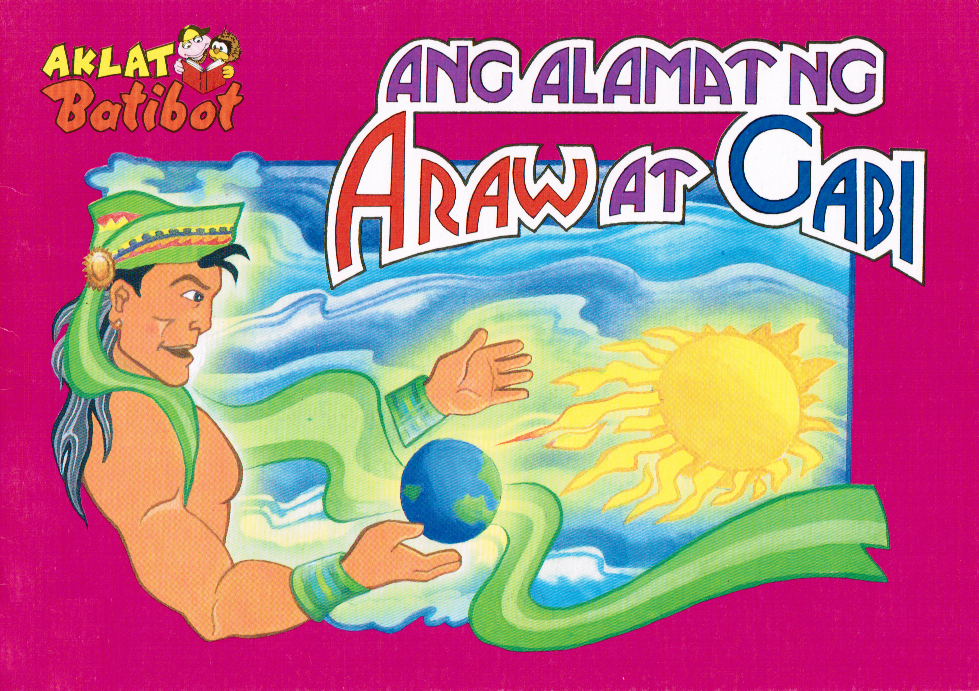 AKLAT
Batibot
ANG ALAMAT NG
ARAW AT GABI